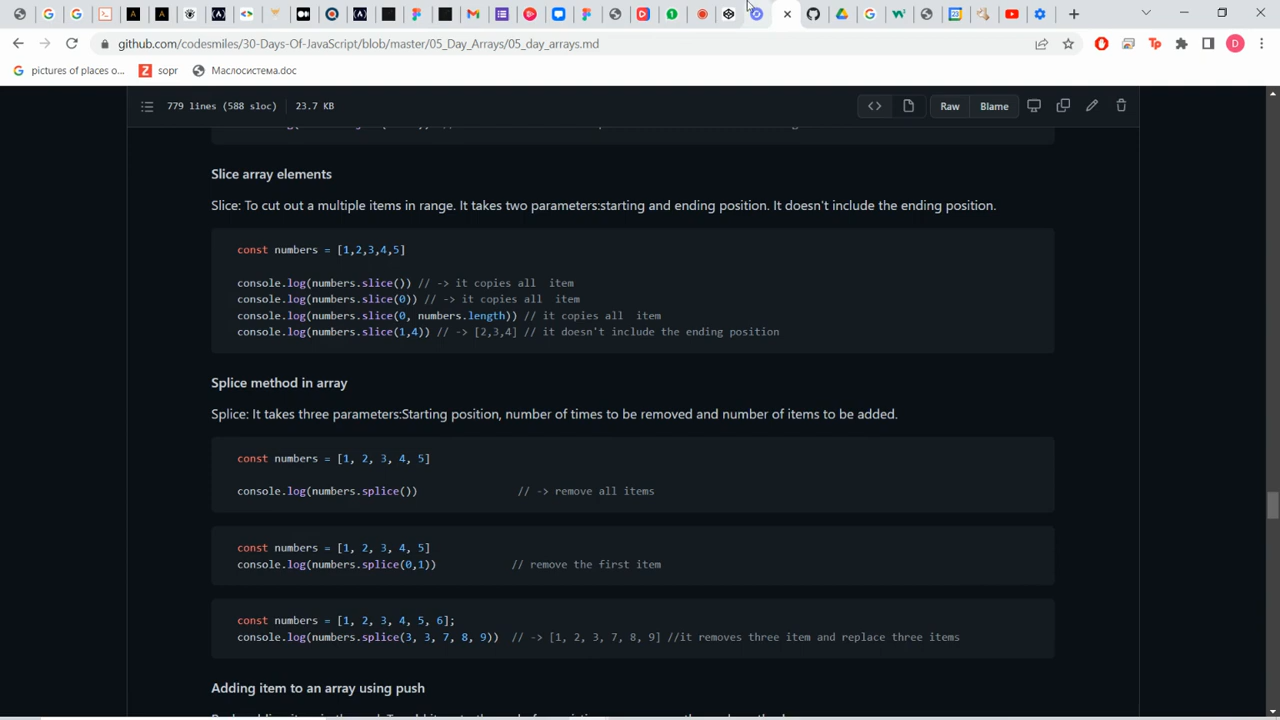 github.com/codesmiles/30-Days-Of-JavaScript/blob/master/05_Day_Arrays/05_day_arrays.md
pictures of places o...
sopr
Маслосистема.doc
779 lines (588 sloc)
23.7 KB
Raw
Blame
Slice array elements
Slice: To cut out a multiple items in range. It takes two parameters:starting and ending position. It doesn't include the ending position.
const numbers = [1,2,3,4,5]
console.log(numbers.slice()) // -> it copies all  item
console.log(numbers.slice(0)) // -> it copies all  item
console.log(numbers.slice(0, numbers.length)) // it copies all  item
console.log(numbers.slice(1,4)) // -> [2,3,4] // it doesn't include the ending position
Splice method in array
Splice: It takes three parameters:Starting position, number of times to be removed and number of items to be added.
const numbers = [1, 2, 3, 4, 5]
console.log(numbers.splice()) // -> remove all items
const numbers = [1, 2, 3, 4, 5]
console.log(numbers.splice(0,1)) // remove the first item
const numbers = [1, 2, 3, 4, 5, 6];
console.log(numbers.splice(3, 3, 7, 8, 9)) // -> [1, 2, 3, 7, 8, 9] //it removes three item and replace three items
Adding item to an array using push